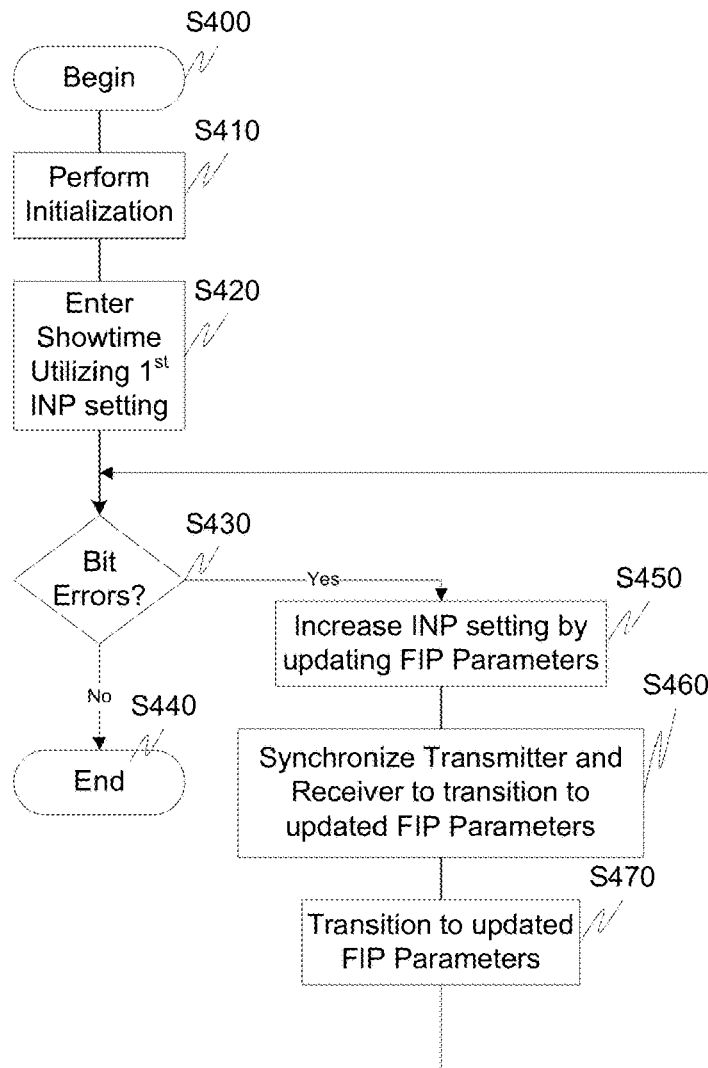 S400
Begin
S410
Perform
Initialization
S420
Enter
Showtime
Utilizing 1st
INP setting
S430
Bit
Errors?
Yes
S450
Increase INP setting by
updating FIP Parameters
No
S440
End
S460
Synchronize Transmitter and
Receiver to transition to
updated FIP Parameters
S470
Transition to updated
FIP Parameters